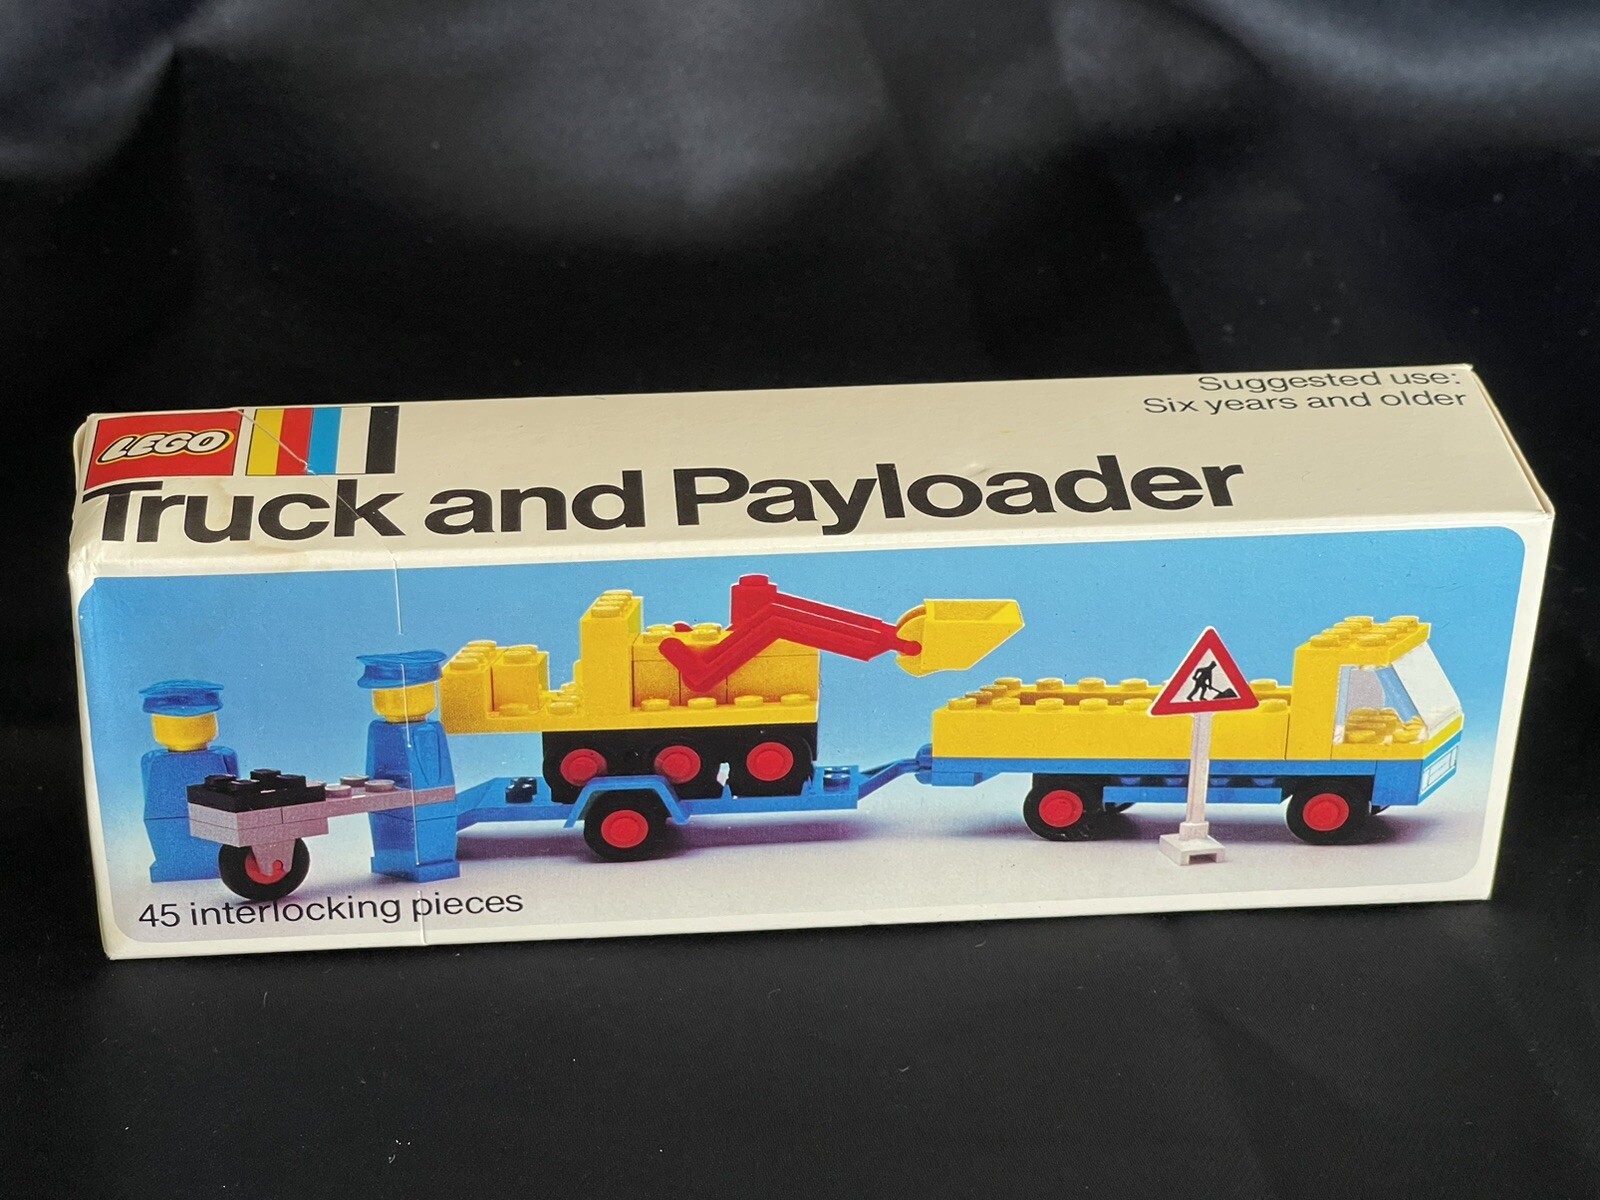 LEGO
Suggested use:
Six years and older
Truck and Payloader
45 interlocking pieces